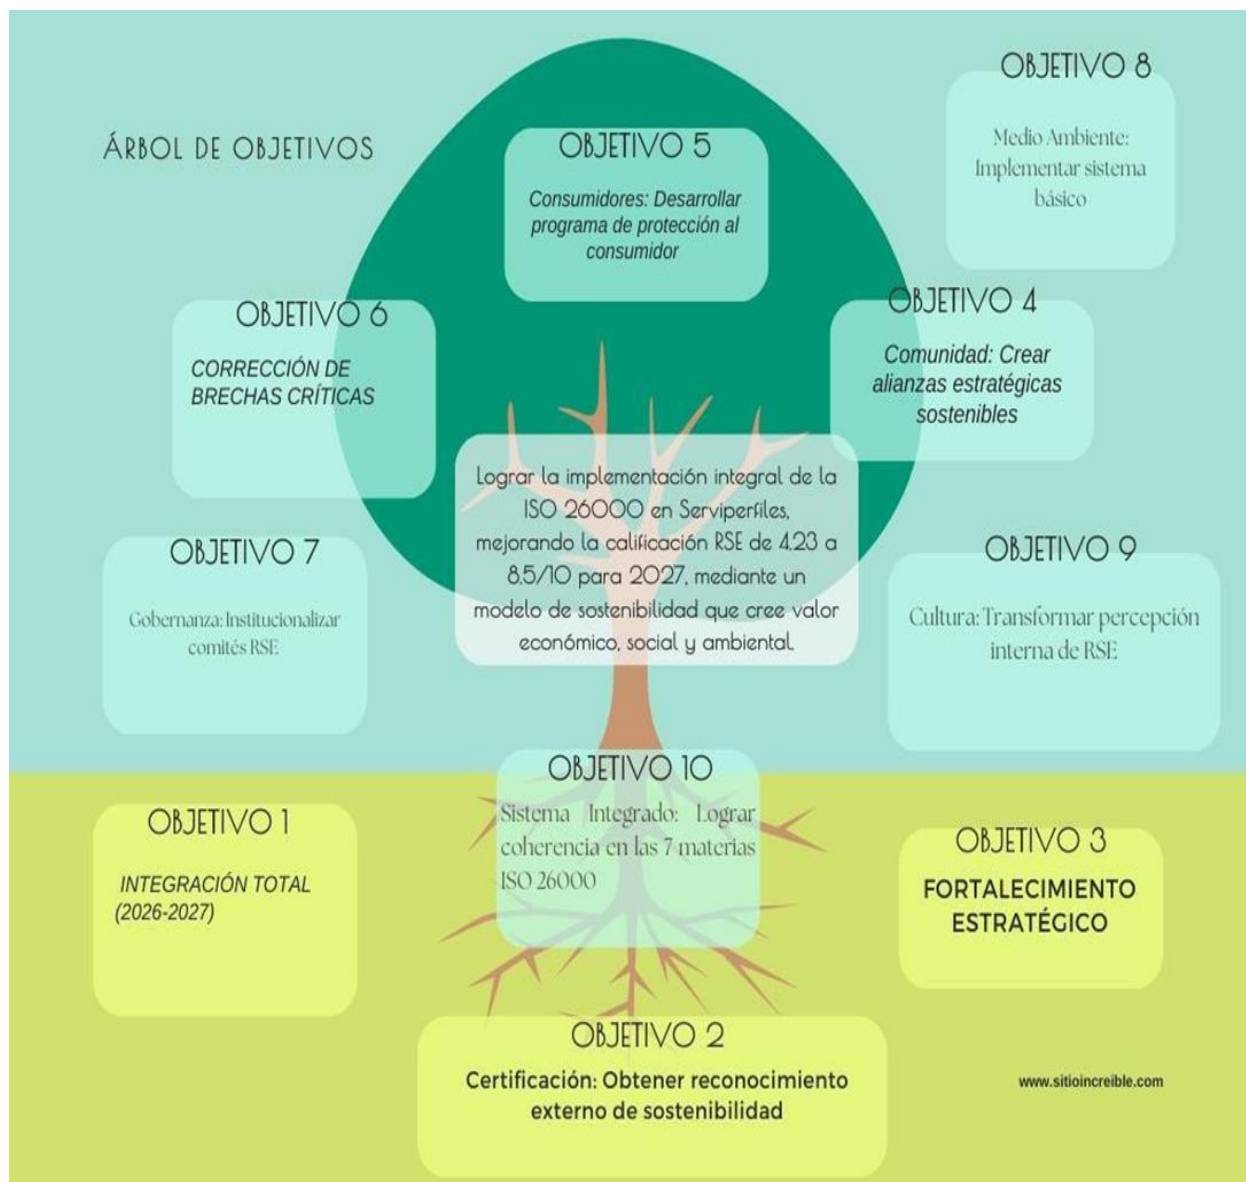 ÁRBOL DE OBJETIVOS
OBJETIVO 8
Medio Ambiente:
Implementar sistema
básico
OBJETIVO 5
Consumidores: Desarrollar
programa de protección al
consumidor
OBJETIVO 6
CORRECCIÓN DE
BRECHAS CRÍTICAS
OBJETIVO 4
Comunidad: Crear
alianzas estratégicas
sostenibles
Lograr la implementación integral de la
ISO 26000 en Serviperfiles,
mejorando la calificación RSE de 4.23 a
8.5/10 para 2027, mediante un
modelo de sostenibilidad que cree valor
económico, social y ambiental.
OBJETIVO 7
Gobernanza: Institucionalizar
comités RSE
OBJETIVO 9
Cultura: Transformar percepción
interna de RSE
OBJETIVO 10
Sistema Integrado: Lograr
coherencia en las 7 materias
ISO 26000
OBJETIVO 1
INTEGRACIÓN TOTAL
(2026-2027)
OBJETIVO 3
FORTALECIMIENTO
ESTRATÉGICO
OBJETIVO 2
Certificación: Obtener reconocimiento
externo de sostenibilidad
www.sitioincreible.com